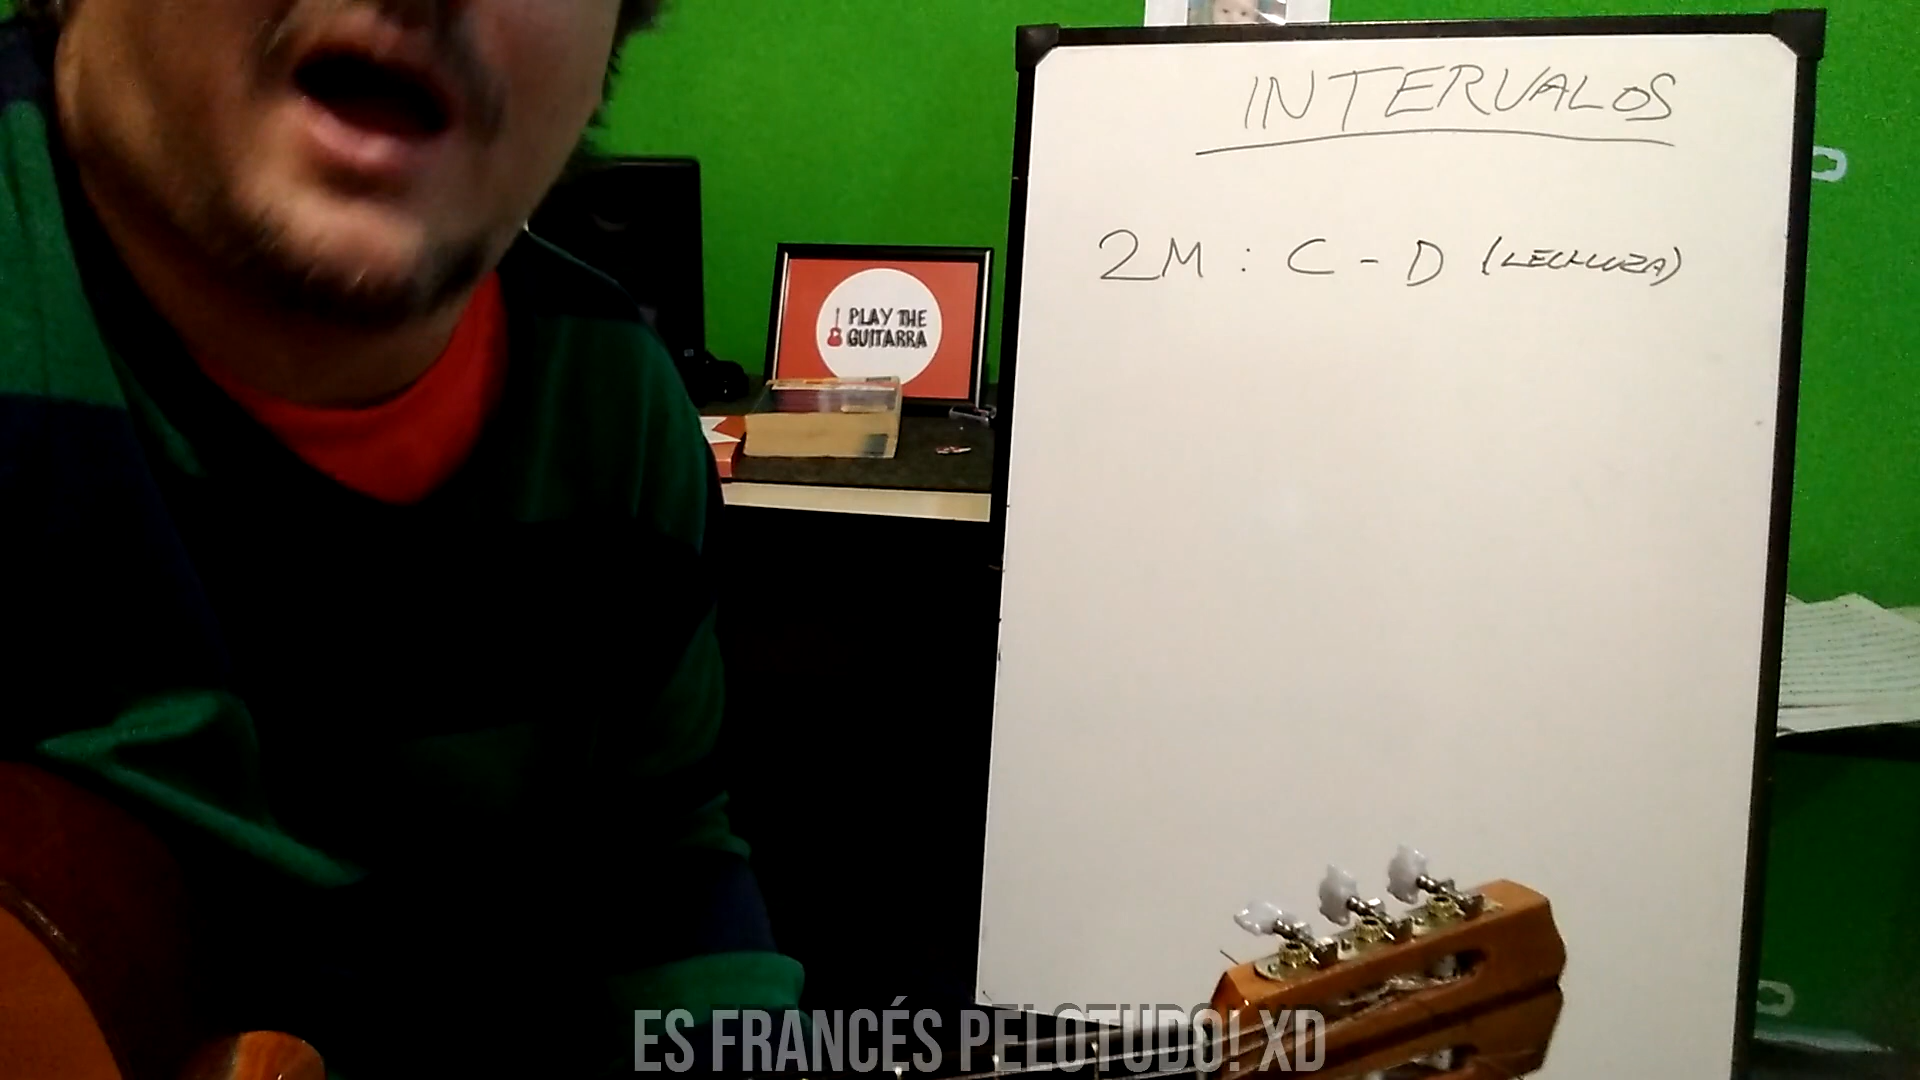 INTERVALOS
2M : C - D (LECHUZA)
PLAY THE
GUITARRA
ES FRANCÉS PELOTUDO! XD